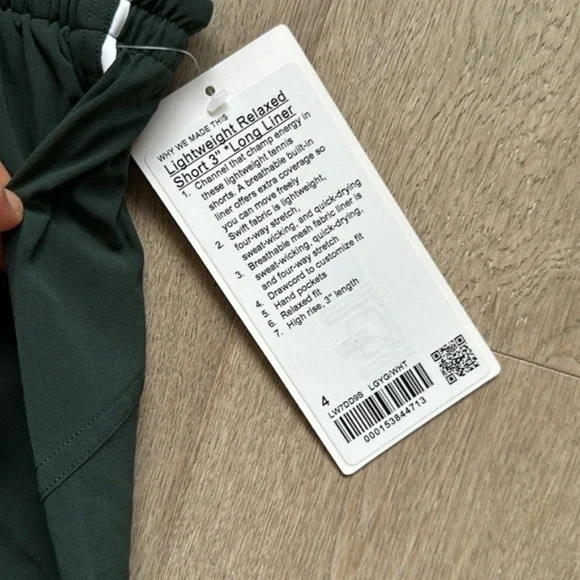 WHY WE MADE THIS
Lightweight Relaxed
Short 3" *Long Liner
1. Channel that champ energy in
these lightweight tennis
shorts. A breathable built-in
liner offers extra coverage so
you can move freely
2. Swift fabric is lightweight,
four-way stretch,
sweat-wicking, and quick-drying
3. Breathable mesh fabric liner is
sweat-wicking, quick-drying,
and four-way stretch
4. Drawcord to customize fit
5. Hand pockets
6. Relaxed fit
7. High rise, 3" length
4
LW7DD9S LGYG/WHT
000153844713